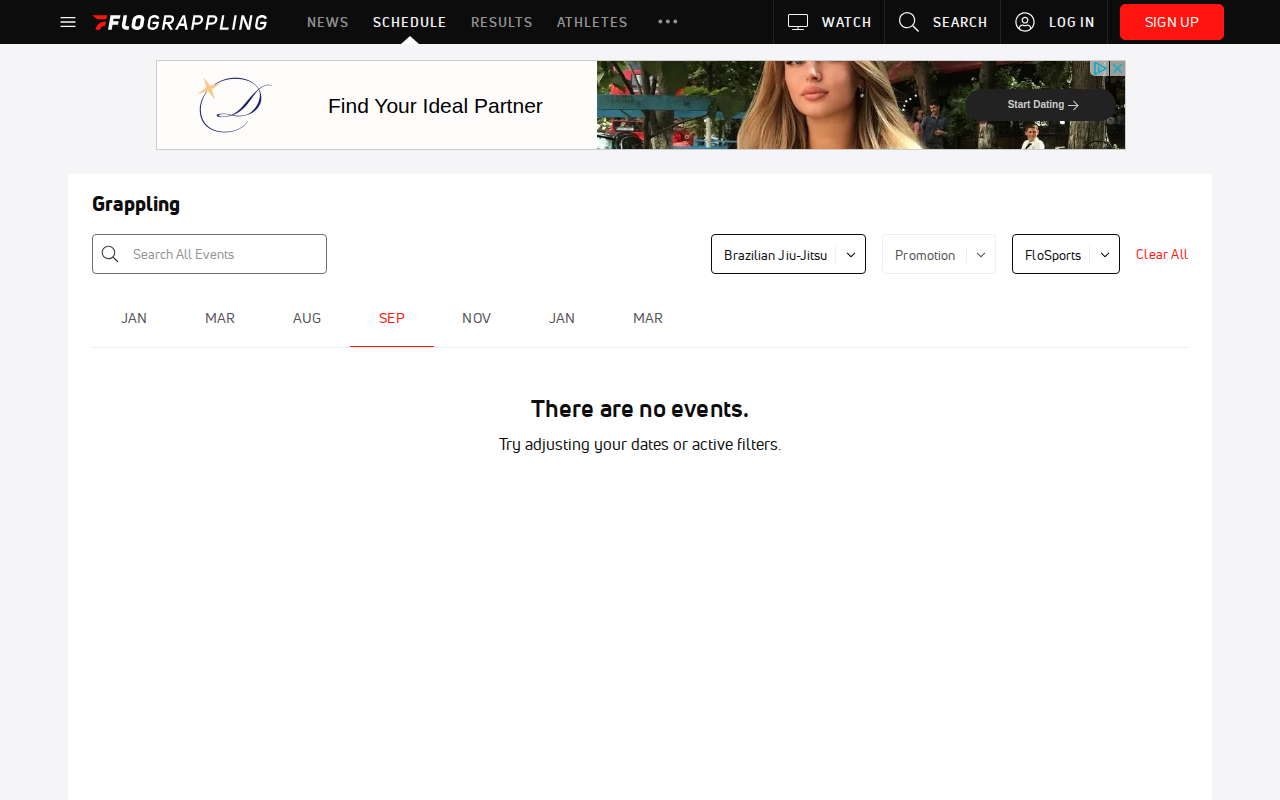 FLOGRAPPLING NEWS SCHEDULE RESULTS ATHLETES WATCH SEARCH LOG IN SIGN UP
Find Your Ideal Partner
Start Dating
Grappling
Search All Events
Brazilian Jiu-Jitsu
Promotion
FloSports
Clear All
JAN MAR AUG SEP NOV JAN MAR
There are no events.
Try adjusting your dates or active filters.